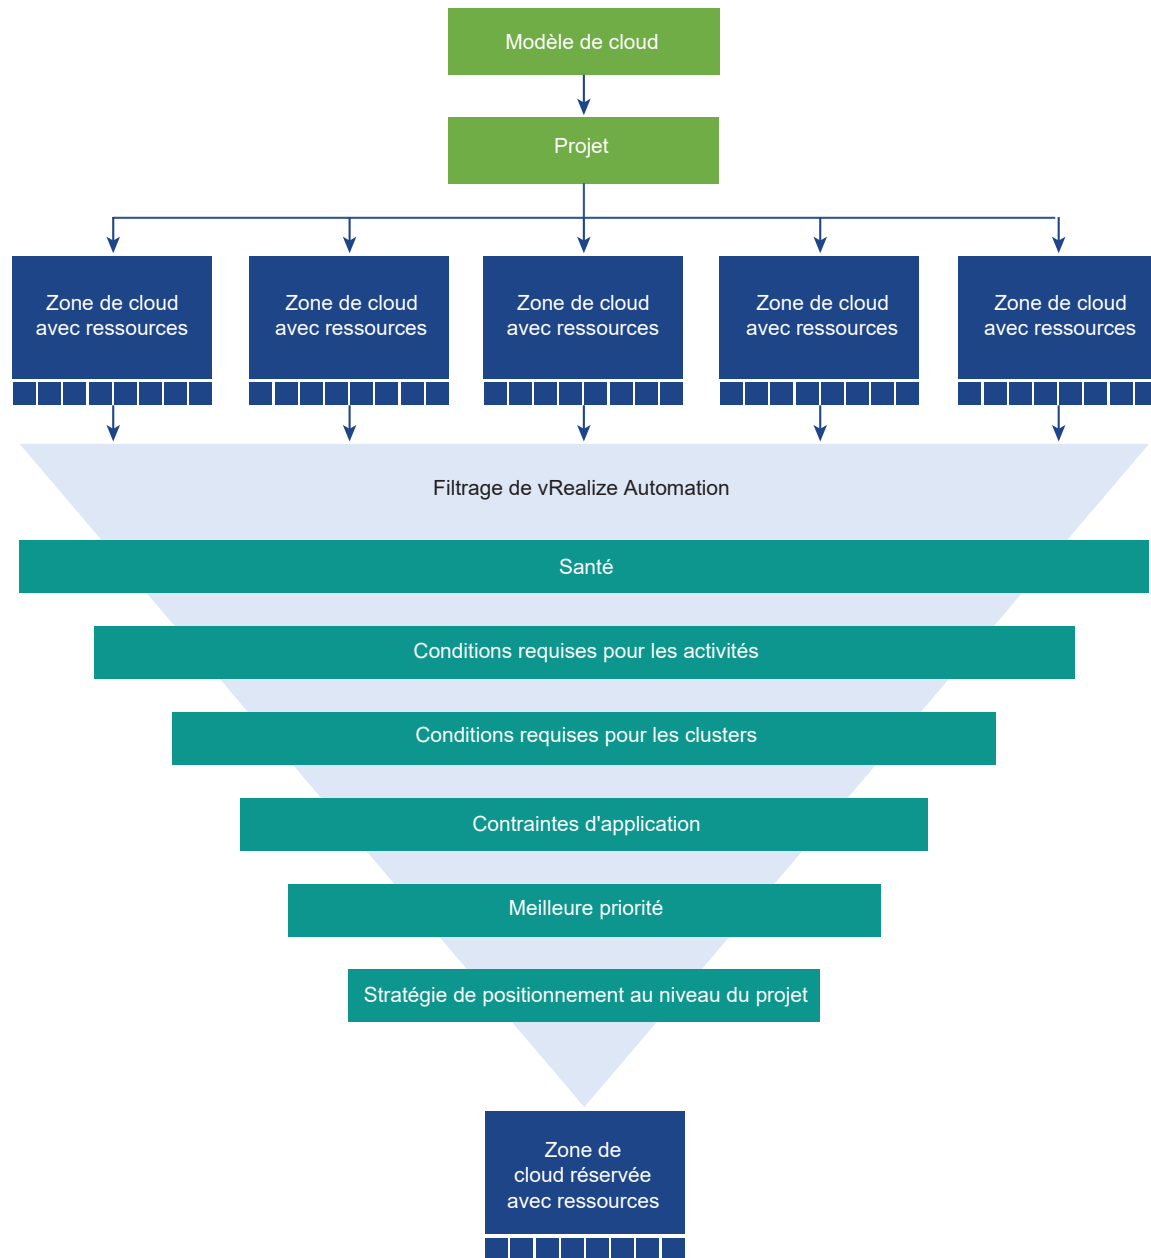 Modèle de cloud
Projet
Zone de cloud
avec ressources
Zone de cloud
avec ressources
Zone de cloud
avec ressources
Zone de cloud
avec ressources
Zone de cloud
avec ressources
Filtrage de vRealize Automation
Santé
Conditions requises pour les activités
Conditions requises pour les clusters
Contraintes d'application
Meilleure priorité
Stratégie de positionnement au niveau du projet
Zone de
cloud réservée
avec ressources